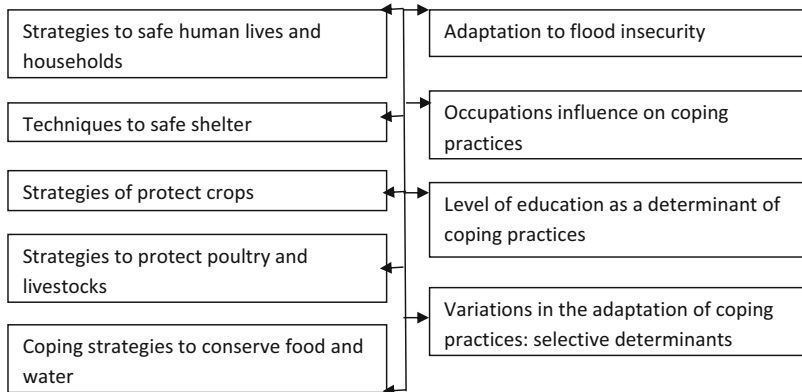 Strategies to safe human lives and
households
Techniques to safe shelter
Strategies of protect crops
Strategies to protect poultry and
livestocks
Coping strategies to conserve food and
water
Adaptation to flood insecurity
Occupations influence on coping
practices
Level of education as a determinant of
coping practices
Variations in the adaptation of coping
practices: selective determinants